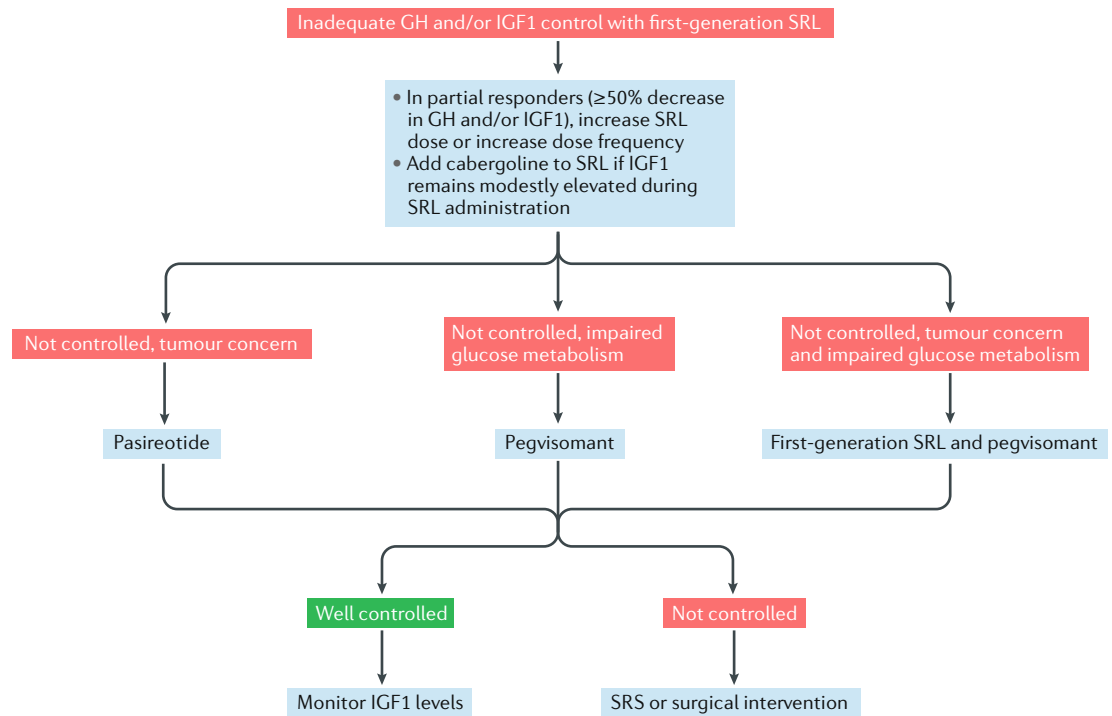 Inadequate GH and/or IGF1 control with first-generation SRL
• In partial responders (≥50% decrease
in GH and/or IGF1), increase SRL
dose or increase dose frequency
• Add cabergoline to SRL if IGF1
remains modestly elevated during
SRL administration
Not controlled, tumour concern
Not controlled, impaired
glucose metabolism
Not controlled, tumour concern
and impaired glucose metabolism
Pasireotide
Pegvisomant
First-generation SRL and pegvisomant
Well controlled
Not controlled
Monitor IGF1 levels
SRS or surgical intervention